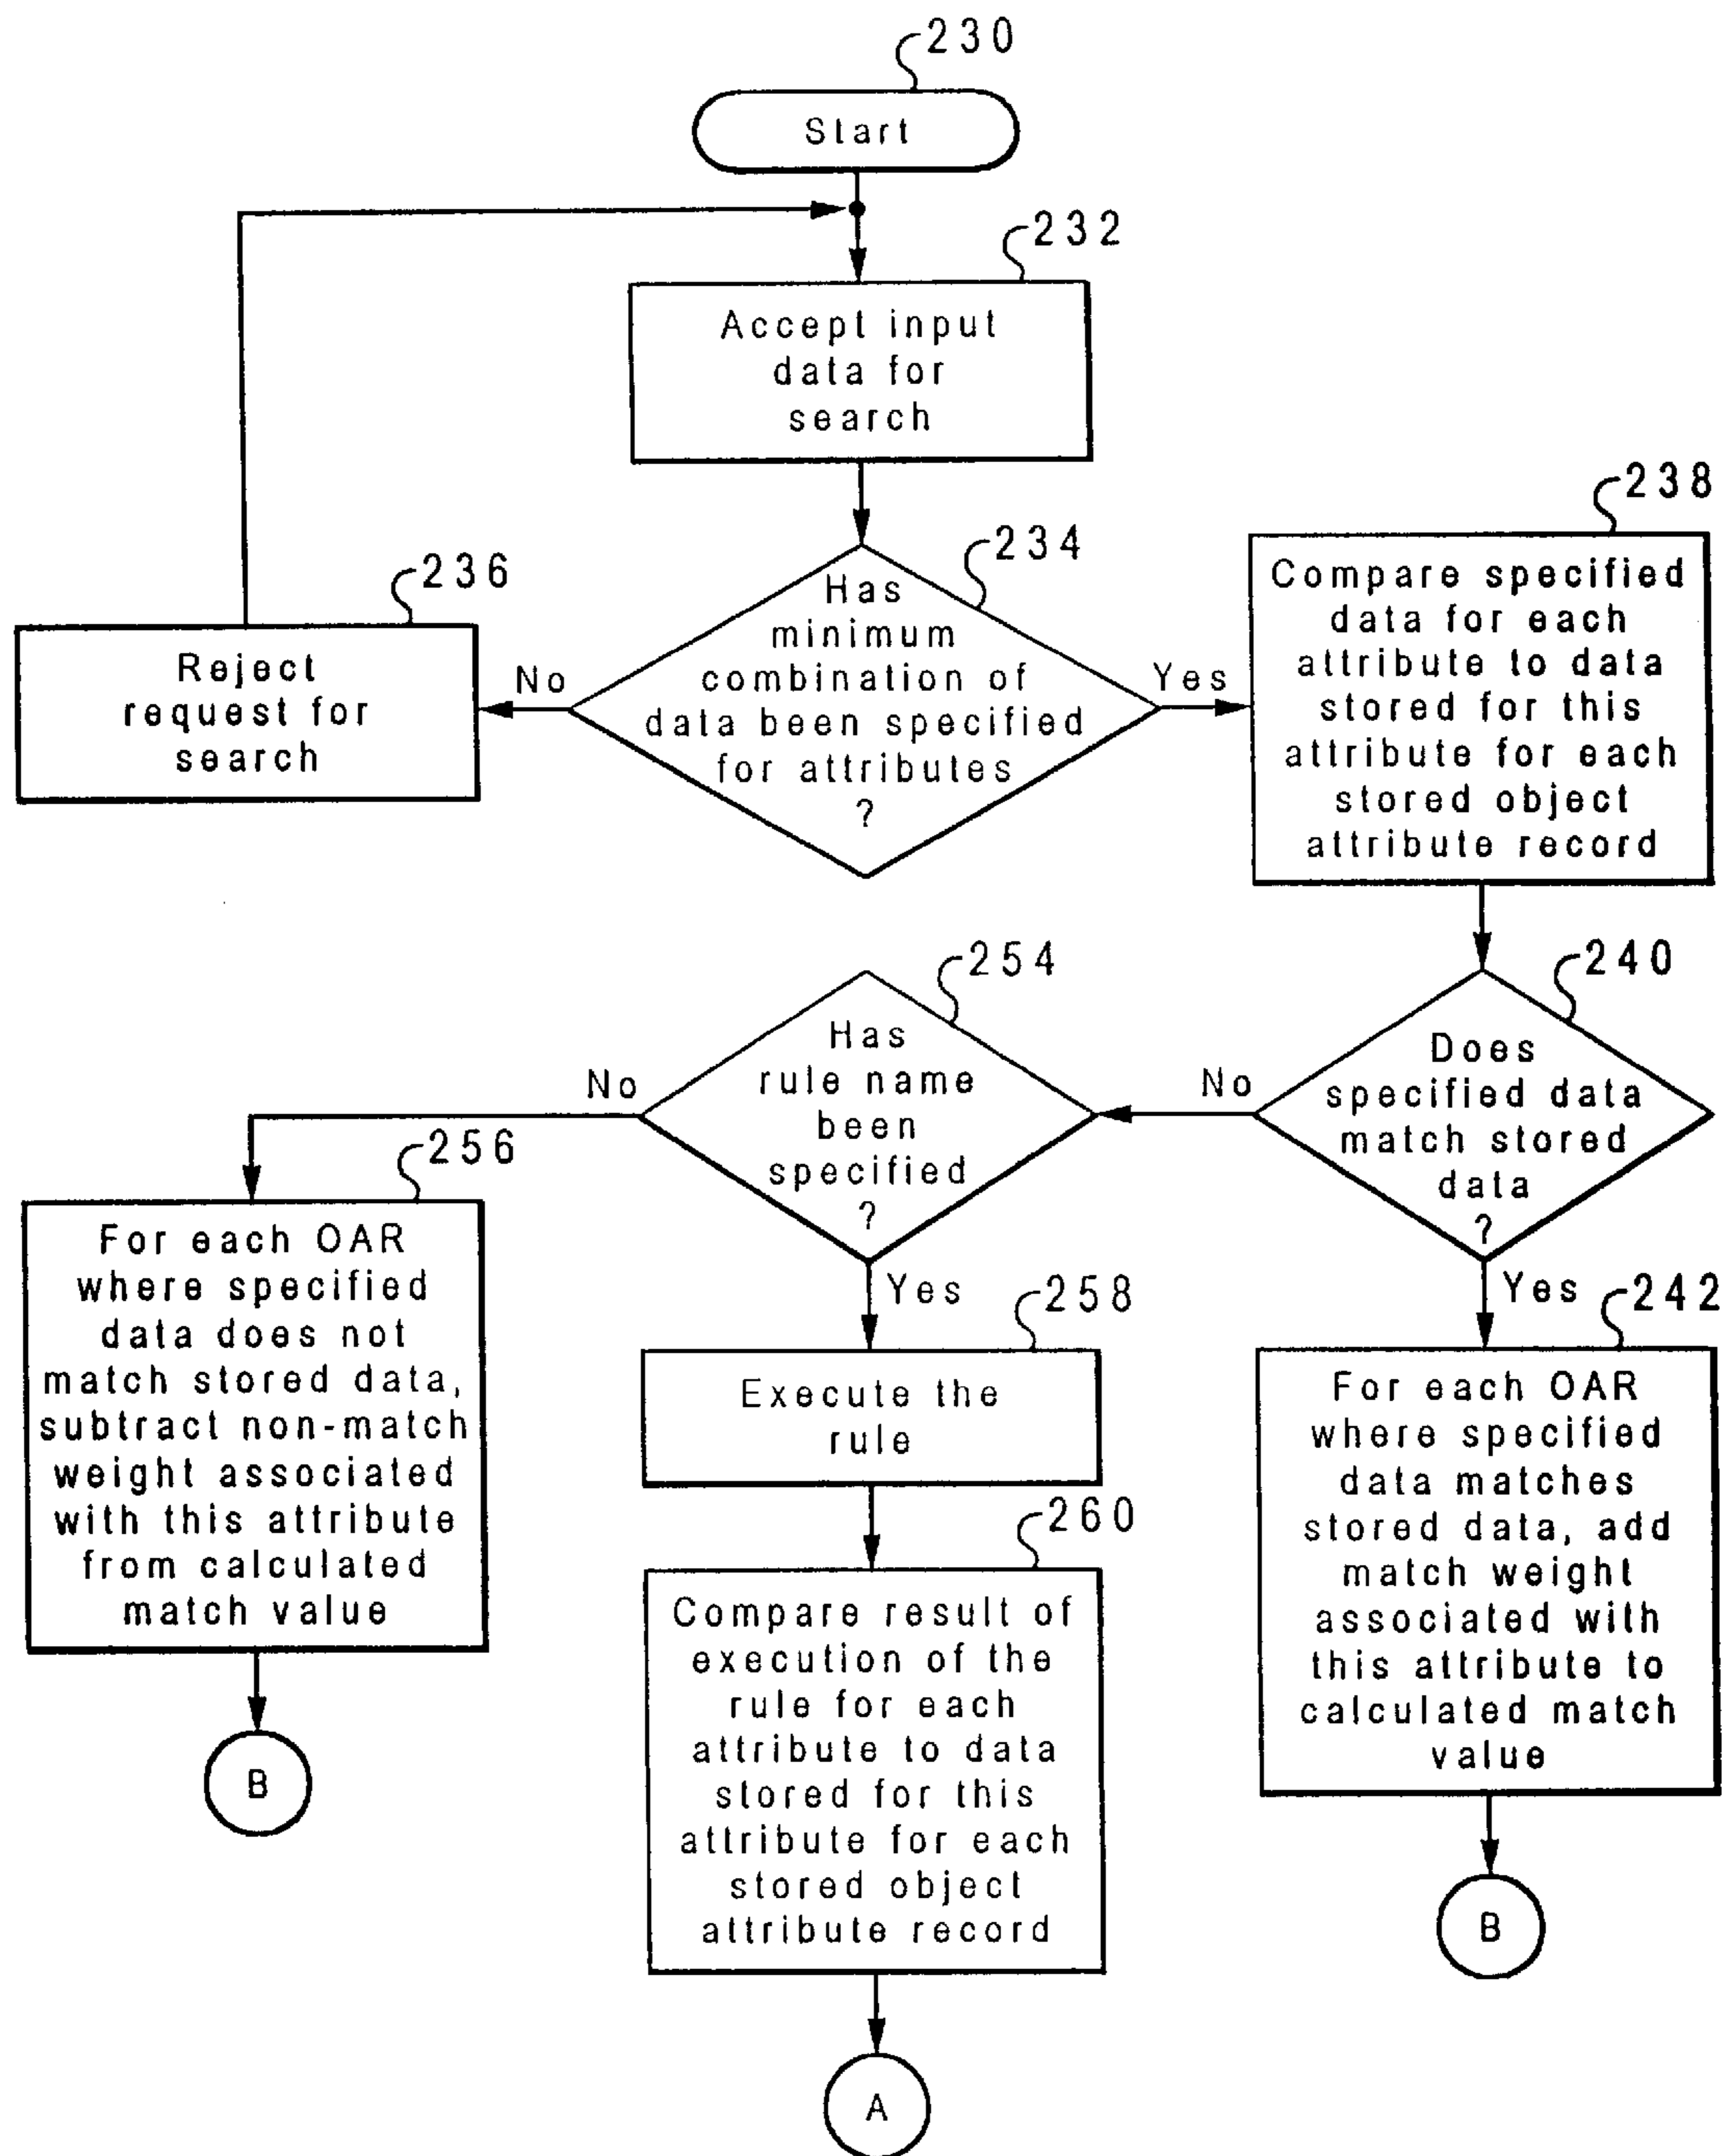 230
Start
232
Accept input
data for
search
234
Has
minimum
combination of
data been specified
for attributes
?
No
Yes
236
Reject
request for
search
238
Compare specified
data for each
attribute to data
stored for this
attribute for each
stored object
attribute record
240
Does
specified data
match stored
data
?
No
Yes
254
Has
rule name
been
specified
?
No
Yes
256
For each OAR
where specified
data does not
match stored data,
subtract non-match
weight associated
with this attribute
from calculated
match value
B
258
Execute the
rule
260
Compare result of
execution of the
rule for each
attribute to data
stored for this
attribute for each
stored object
attribute record
A
242
For each OAR
where specified
data matches
stored data, add
match weight
associated with
this attribute to
calculated match
value
B